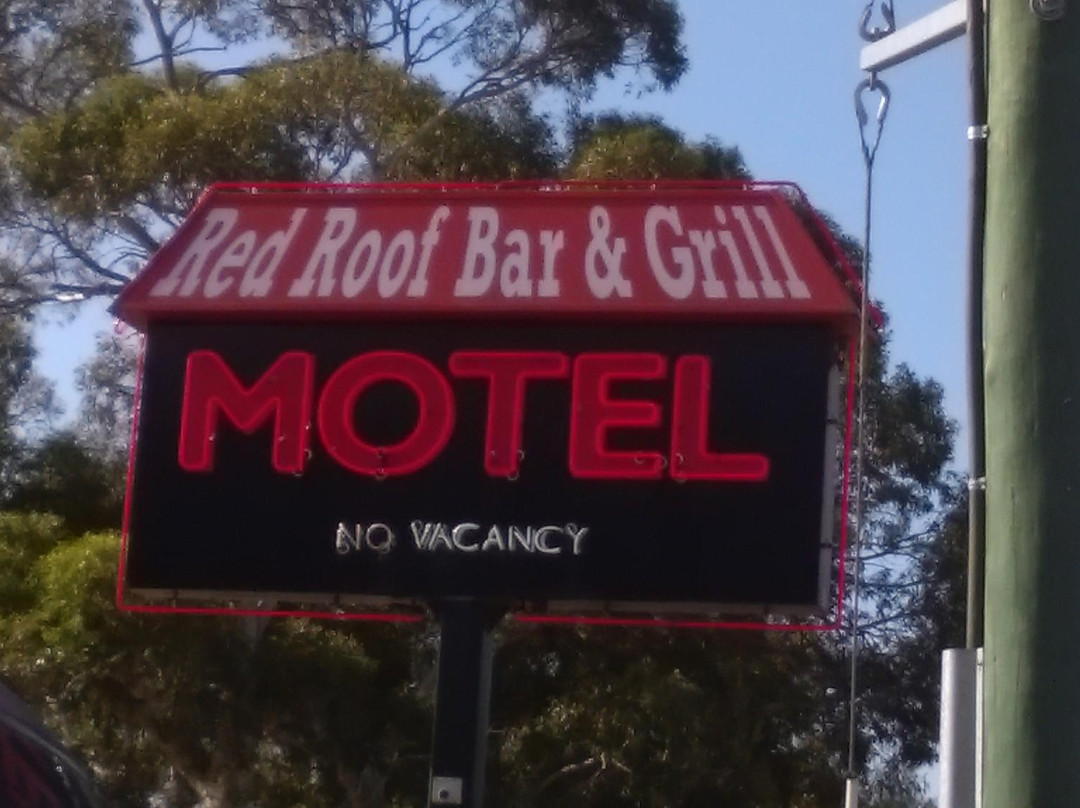 Red Roof Bar & Grill
MOTEL
NO VACANCY